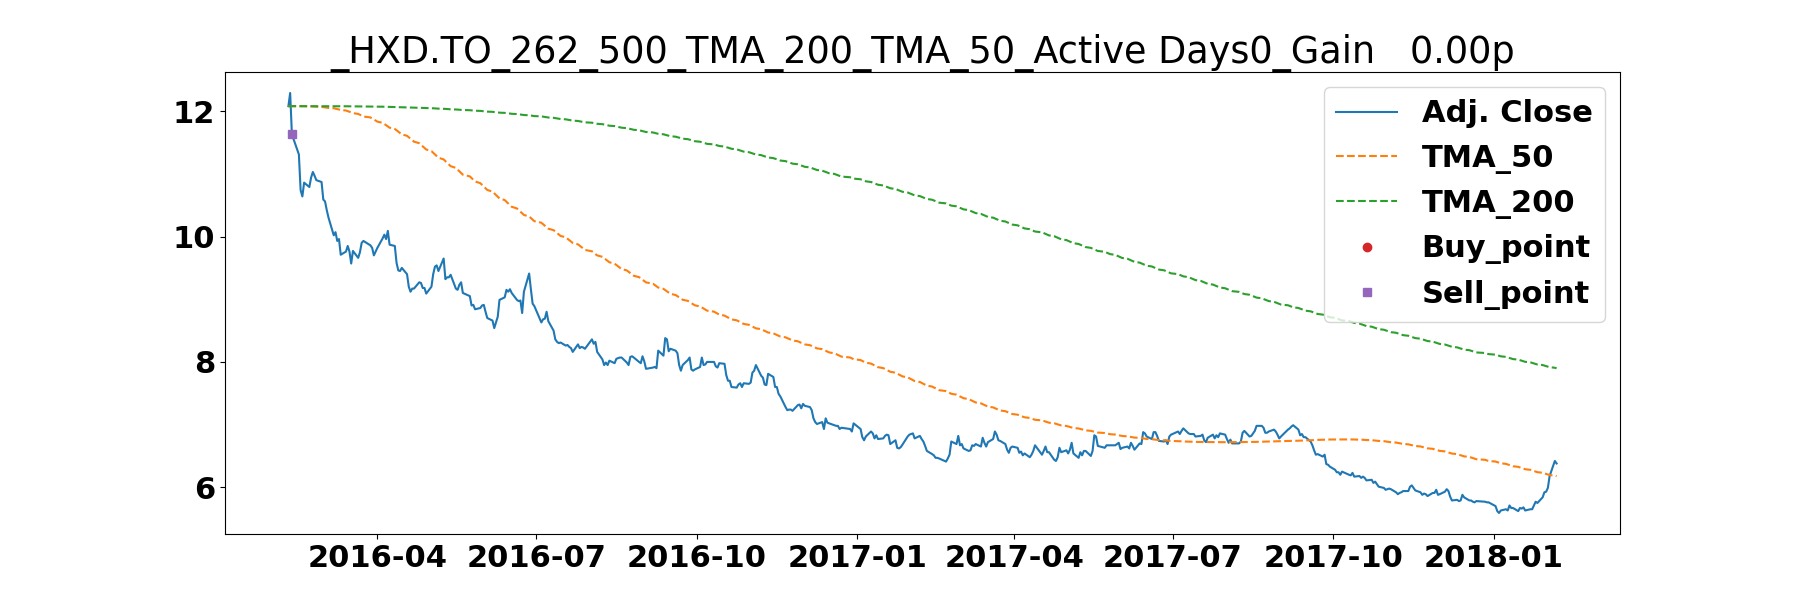 _HXD.TO_262_500_TMA_200_TMA_50_Active Days0_Gain   0.00p
12
10
8
6
Adj. Close
TMA_50
TMA_200
Buy_point
Sell_point
2016-04 2016-07 2016-10 2017-01 2017-04 2017-07 2017-10 2018-01